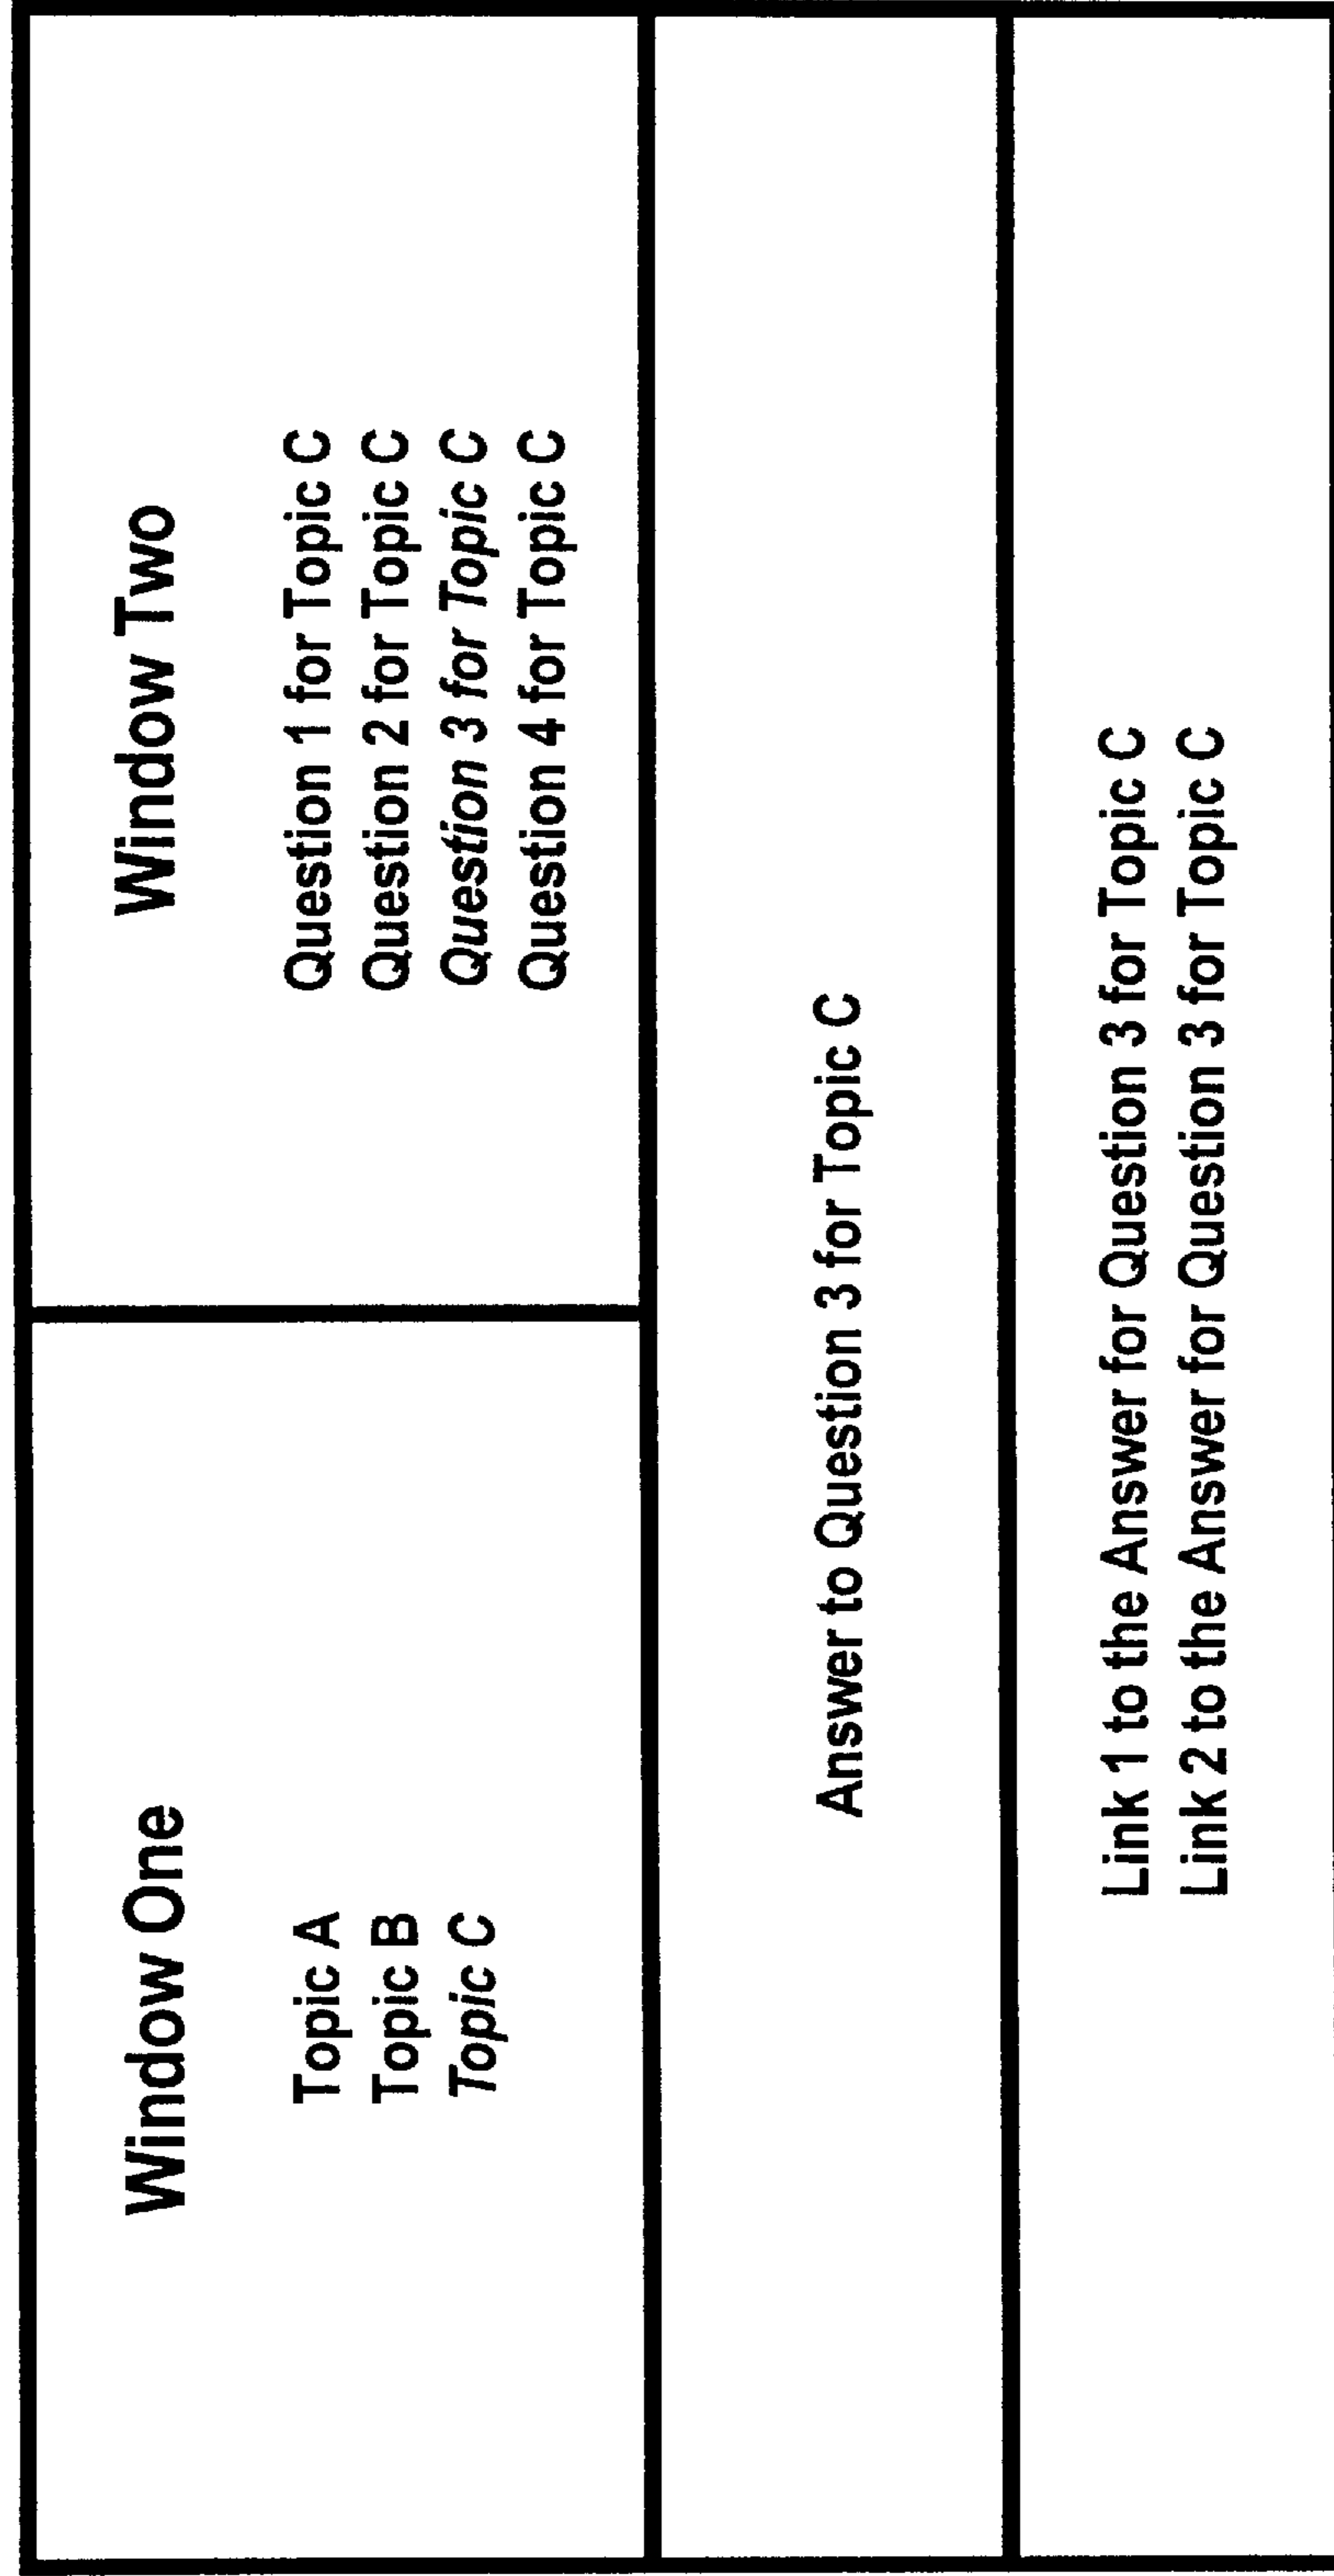 Window One
Topic A
Topic B
Topic C
Window Two
Question 1 for Topic C
Question 2 for Topic C
Question 3 for Topic C
Question 4 for Topic C
Answer to Question 3 for Topic C
Link 1 to the Answer for Question 3 for Topic C
Link 2 to the Answer for Question 3 for Topic C